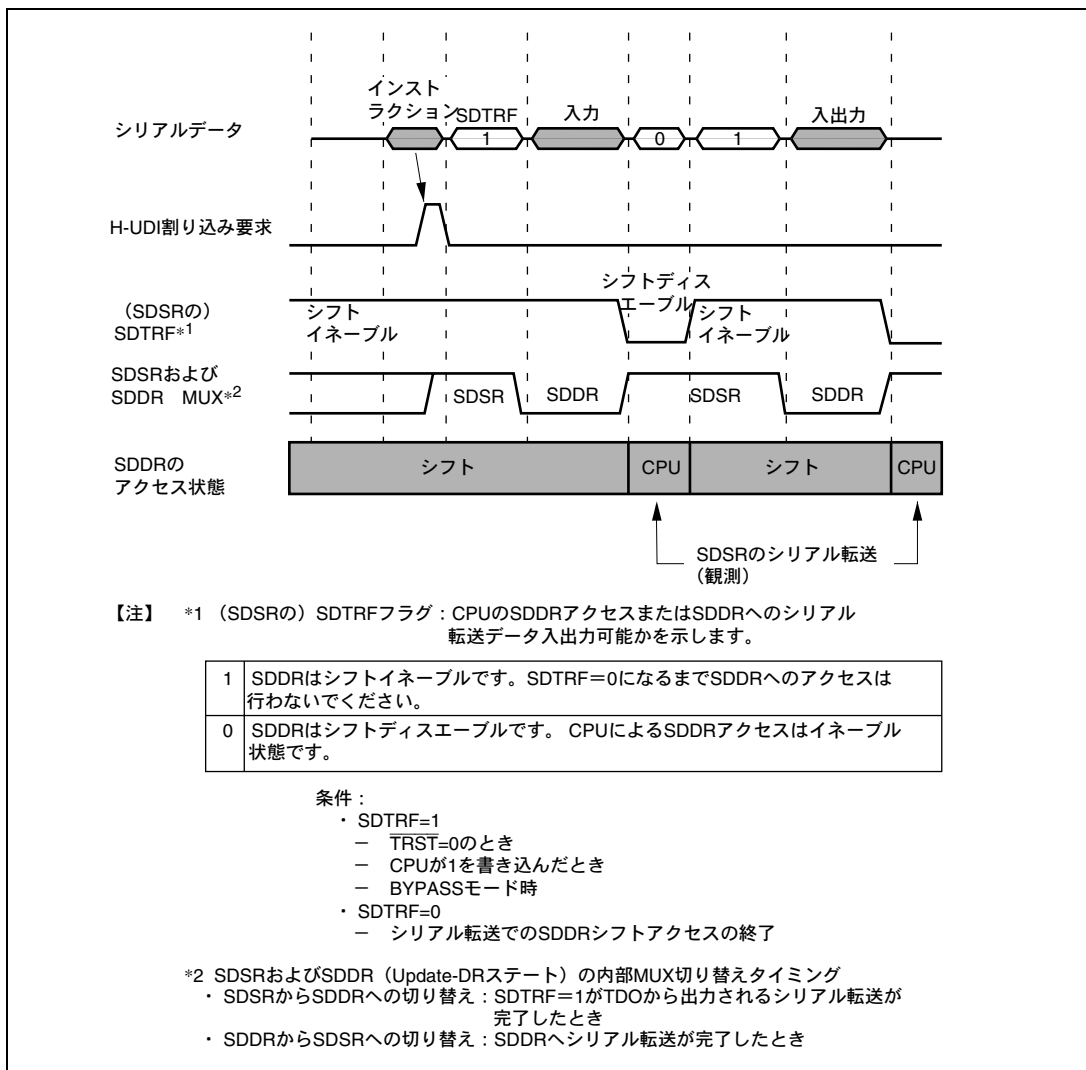 インスト
ラクション SDTRF 入力 入出力
シリアルデータ 1 0 1
H-UDI割り込み要求
シフトディス
エーブル
（SDSRの） シフト シフト
SDTRF*1 イネーブル イネーブル
SDSRおよび
SDDR MUX*2 SDSR SDDR SDSR SDDR
SDDRの シフト CPU シフト CPU
アクセス状態
SDSRのシリアル転送
（観測）
【注】 *1 （SDSRの）SDTRFフラグ：CPUのSDDRアクセスまたはSDDRへのシリアル
転送データ入出力可能かを示します。
1 SDDRはシフトイネーブルです。SDTRF＝0になるまでSDDRへのアクセスは
行わないでください。
0 SDDRはシフトディスエーブルです。 CPUによるSDDRアクセスはイネーブル
状態です。
条件：
・ SDTRF=1
－ T̅R̅S̅T̅=0のとき
－ CPUが1を書き込んだとき
－ BYPASSモード時
・ SDTRF=0
－ シリアル転送でのSDDRシフトアクセスの終了
*2 SDSRおよびSDDR（Update-DRステート）の内部MUX切り替えタイミング
・ SDSRからSDDRへの切り替え：SDTRF＝1がTDOから出力されるシリアル転送が
完了したとき
・ SDDRからSDSRへの切り替え：SDDRへシリアル転送が完了したとき